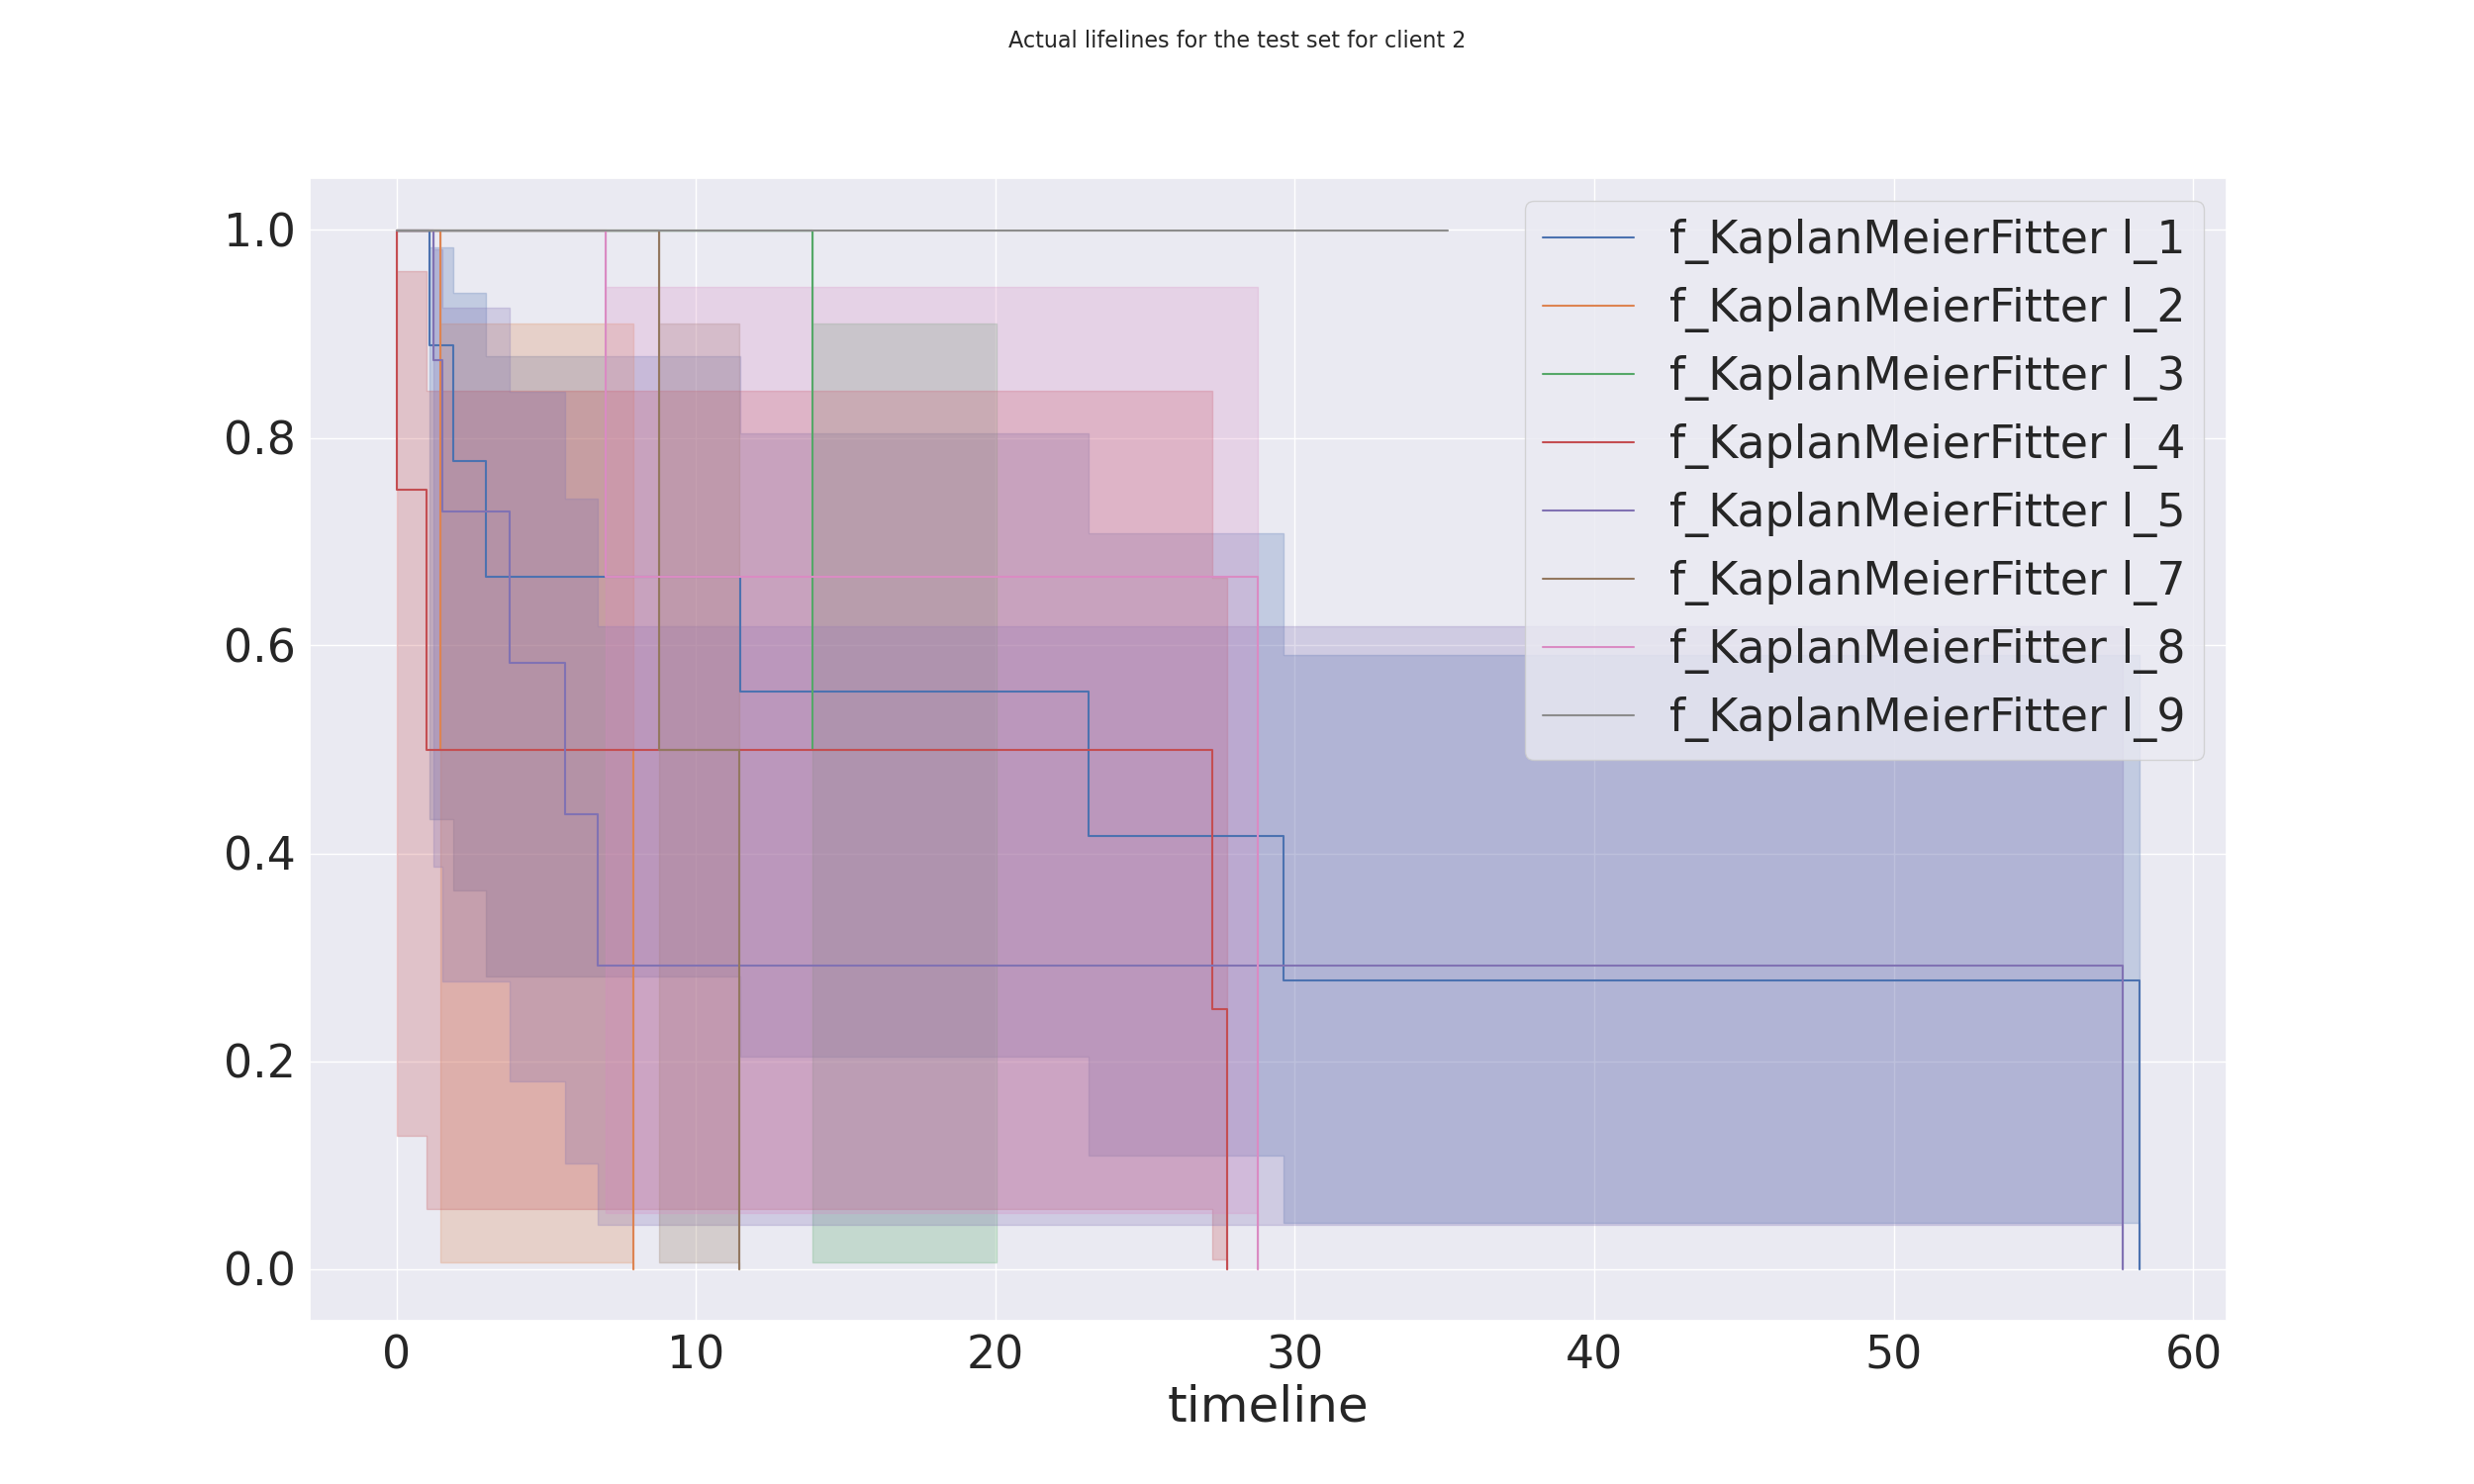 Actual lifelines for the test set for client 2
1.0
0.8
0.6
0.4
0.2
0.0
f_KaplanMeierFitter l_1
f_KaplanMeierFitter l_2
f_KaplanMeierFitter l_3
f_KaplanMeierFitter l_4
f_KaplanMeierFitter l_5
f_KaplanMeierFitter l_7
f_KaplanMeierFitter l_8
f_KaplanMeierFitter l_9
0 10 20 30 40 50 60
timeline